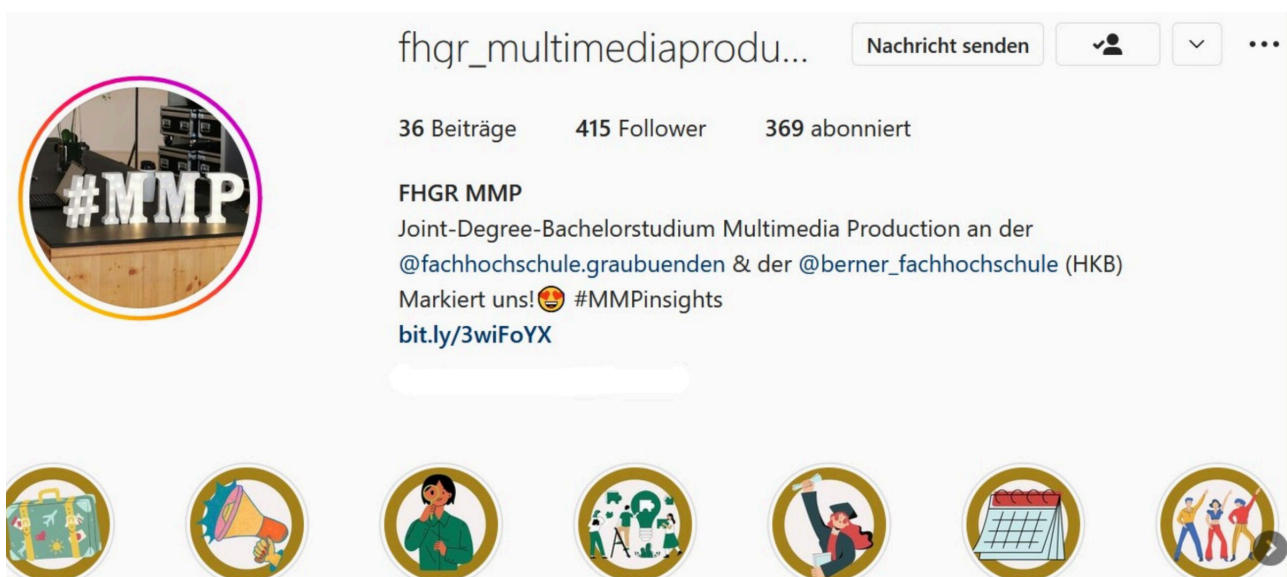 fhgr_multimediaprodu...
Nachricht senden
36 Beiträge 415 Follower 369 abonniert
#MMP
FHGR MMP
Joint-Degree-Bachelorstudium Multimedia Production an der
@fachhochschule.graubuenden & der @berner_fachhochschule (HKB)
Markiert uns!😍 #MMPinsights
bit.ly/3wiFoYX
A